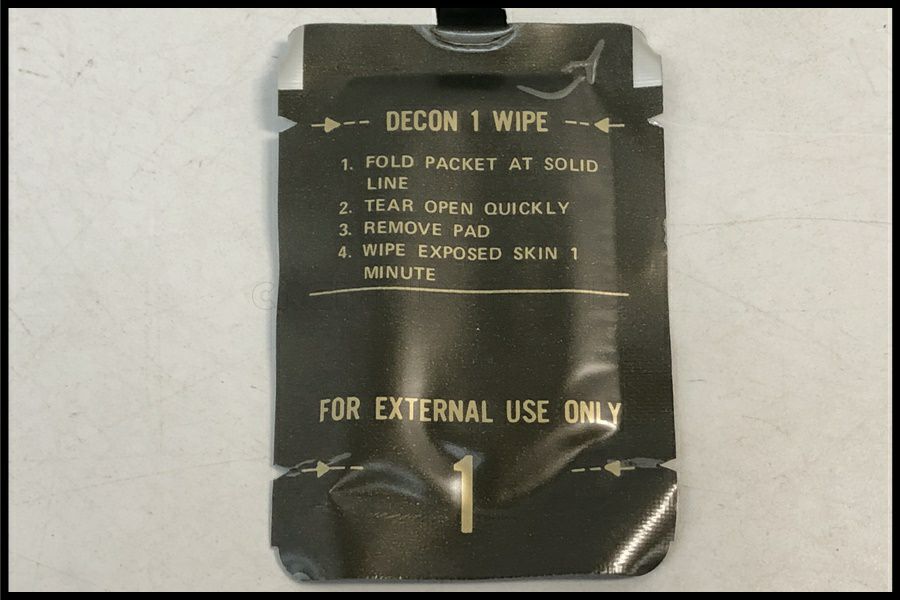 DECON 1 WIPE
1. FOLD PACKET AT SOLID
LINE
2. TEAR OPEN QUICKLY
3. REMOVE PAD
4. WIPE EXPOSED SKIN 1
MINUTE
FOR EXTERNAL USE ONLY
1